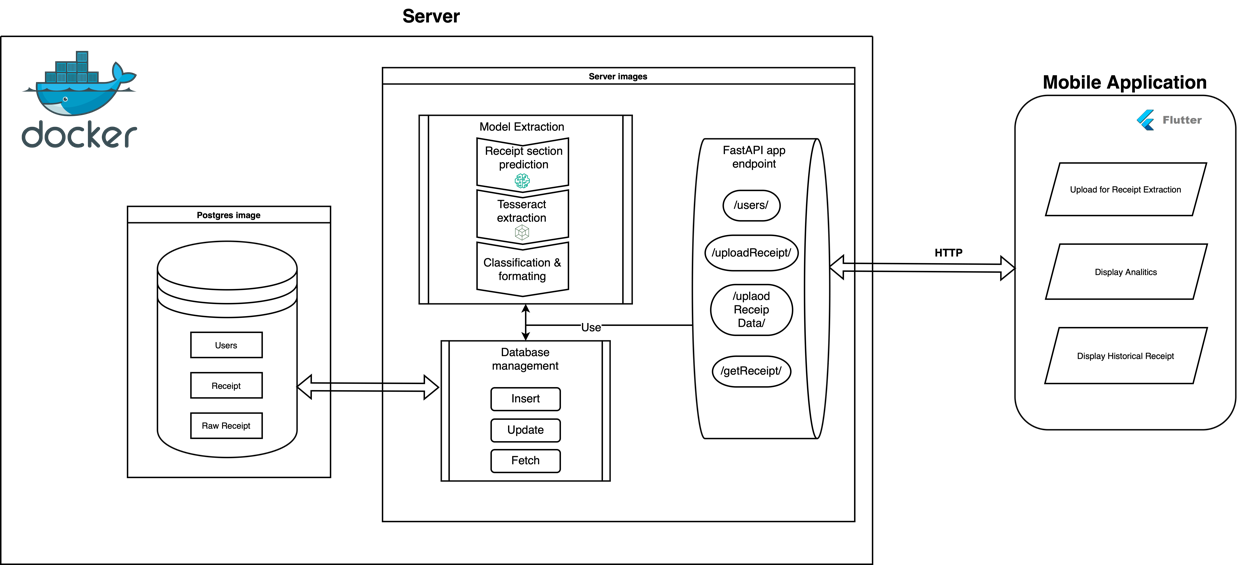 Server
docker
Server images
Model Extraction
Receipt section
prediction
Tesseract
extraction
Classification &
formating
FastAPI app
endpoint
/users/
/uploadReceipt/
/uplaod
Receip
Data/
/getReceipt/
Use
Database
management
Insert
Update
Fetch
Postgres image
Users
Receipt
Raw Receipt
HTTP
Mobile Application
Flutter
Upload for Receipt Extraction
Display Analitics
Display Historical Receipt